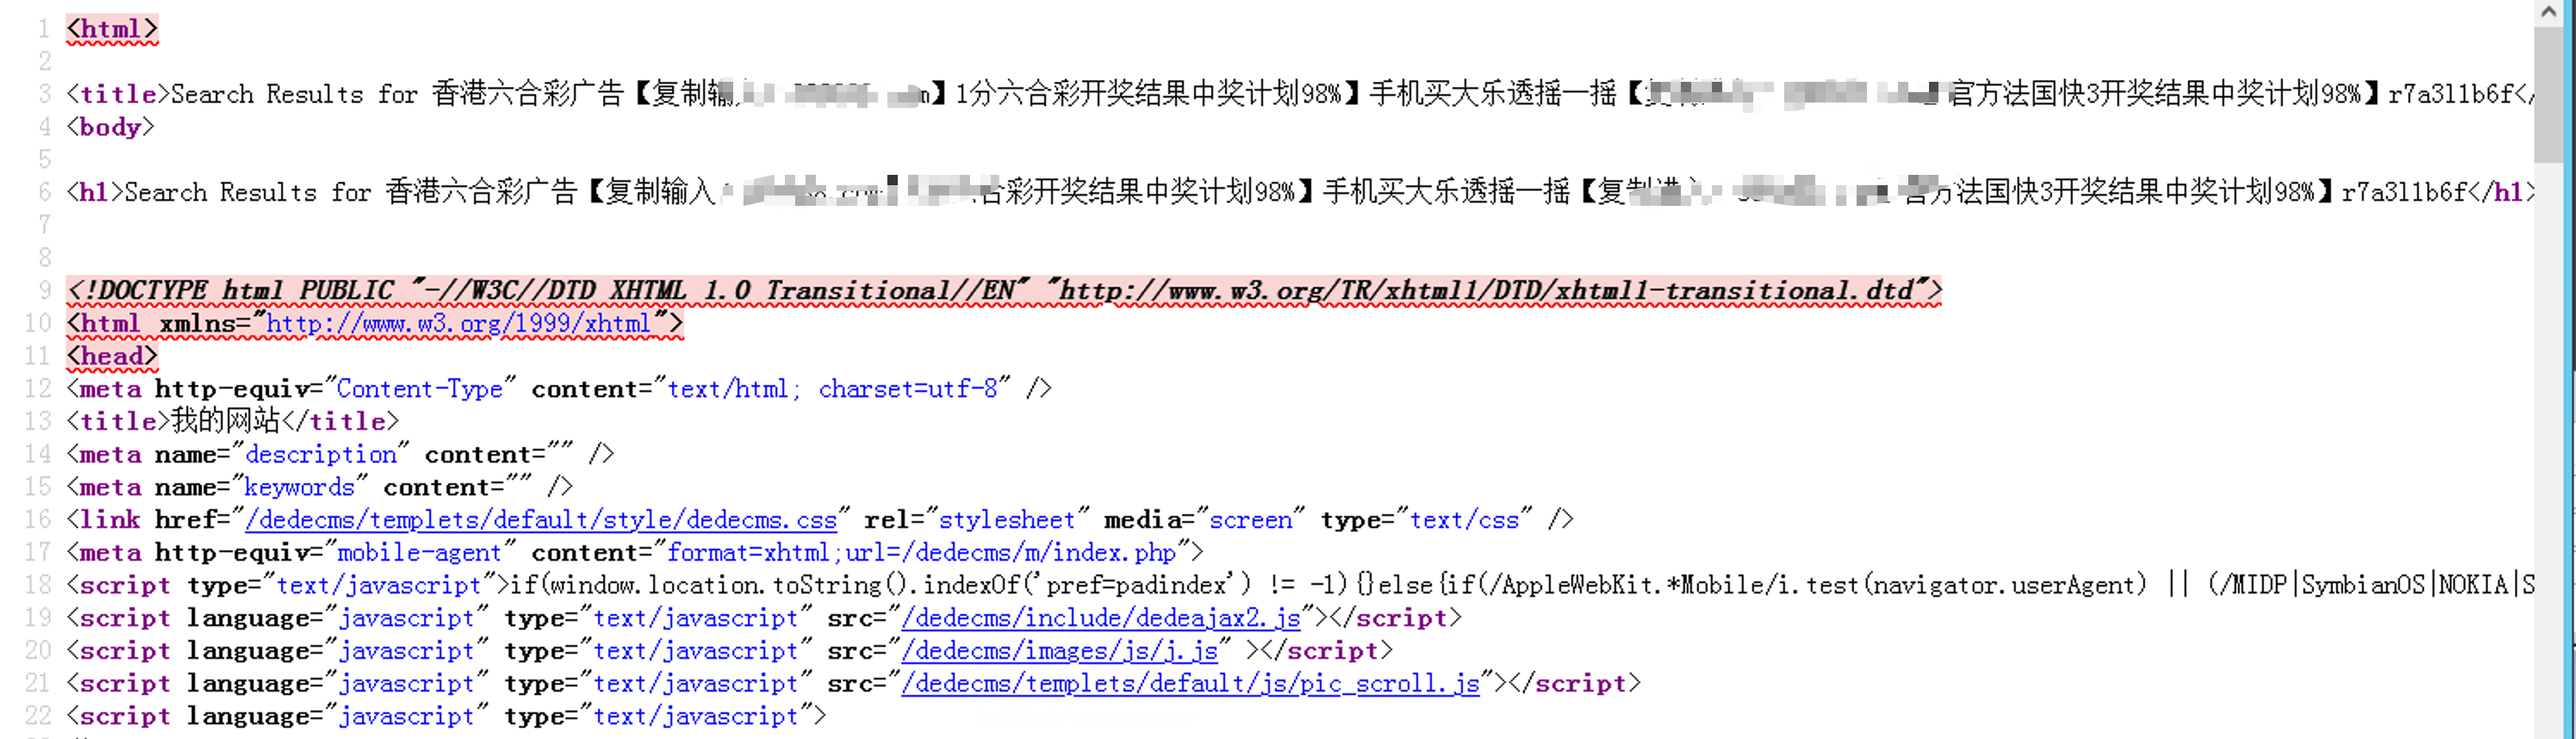 1 <html>
2
3 <title>Search Results for 香港六合彩广告【复制输 】1分六合彩开奖结果中奖计划98%】手机买大乐透摇一摇【 官方法国快3开奖结果中奖计划98%】r7a3l1b6f</
4 <body>
5
6 <h1>Search Results for 香港六合彩广告【复制输入 合彩开奖结果中奖计划98%】手机买大乐透摇一摇【复 官方法国快3开奖结果中奖计划98%】r7a3l1b6f</h1>
7
8
9 <!DOCTYPE html PUBLIC "-//W3C//DTD XHTML 1.0 Transitional//EN" "http://www.w3.org/TR/xhtml1/DTD/xhtml1-transitional.dtd">
10 <html xmlns="http://www.w3.org/1999/xhtml">
11 <head>
12 <meta http-equiv="Content-Type" content="text/html; charset=utf-8" />
13 <title>我的网站</title>
14 <meta name="description" content="" />
15 <meta name="keywords" content="" />
16 <link href="/dedecms/templets/default/style/dedecms.css" rel="stylesheet" media="screen" type="text/css" />
17 <meta http-equiv="mobile-agent" content="format=xhtml;url=/dedecms/m/index.php">
18 <script type="text/javascript">if(window.location.toString().indexOf('pref=padindex') != -1){}else{if(/AppleWebKit.*Mobile/i.test(navigator.userAgent) || (/MIDP|SymbianOS|NOKIA|S
19 <script language="javascript" type="text/javascript" src="/dedecms/include/dedeajax2.js"></script>
20 <script language="javascript" type="text/javascript" src="/dedecms/images/js/j.js" ></script>
21 <script language="javascript" type="text/javascript" src="/dedecms/templets/default/js/pic_scroll.js"></script>
22 <script language="javascript" type="text/javascript">